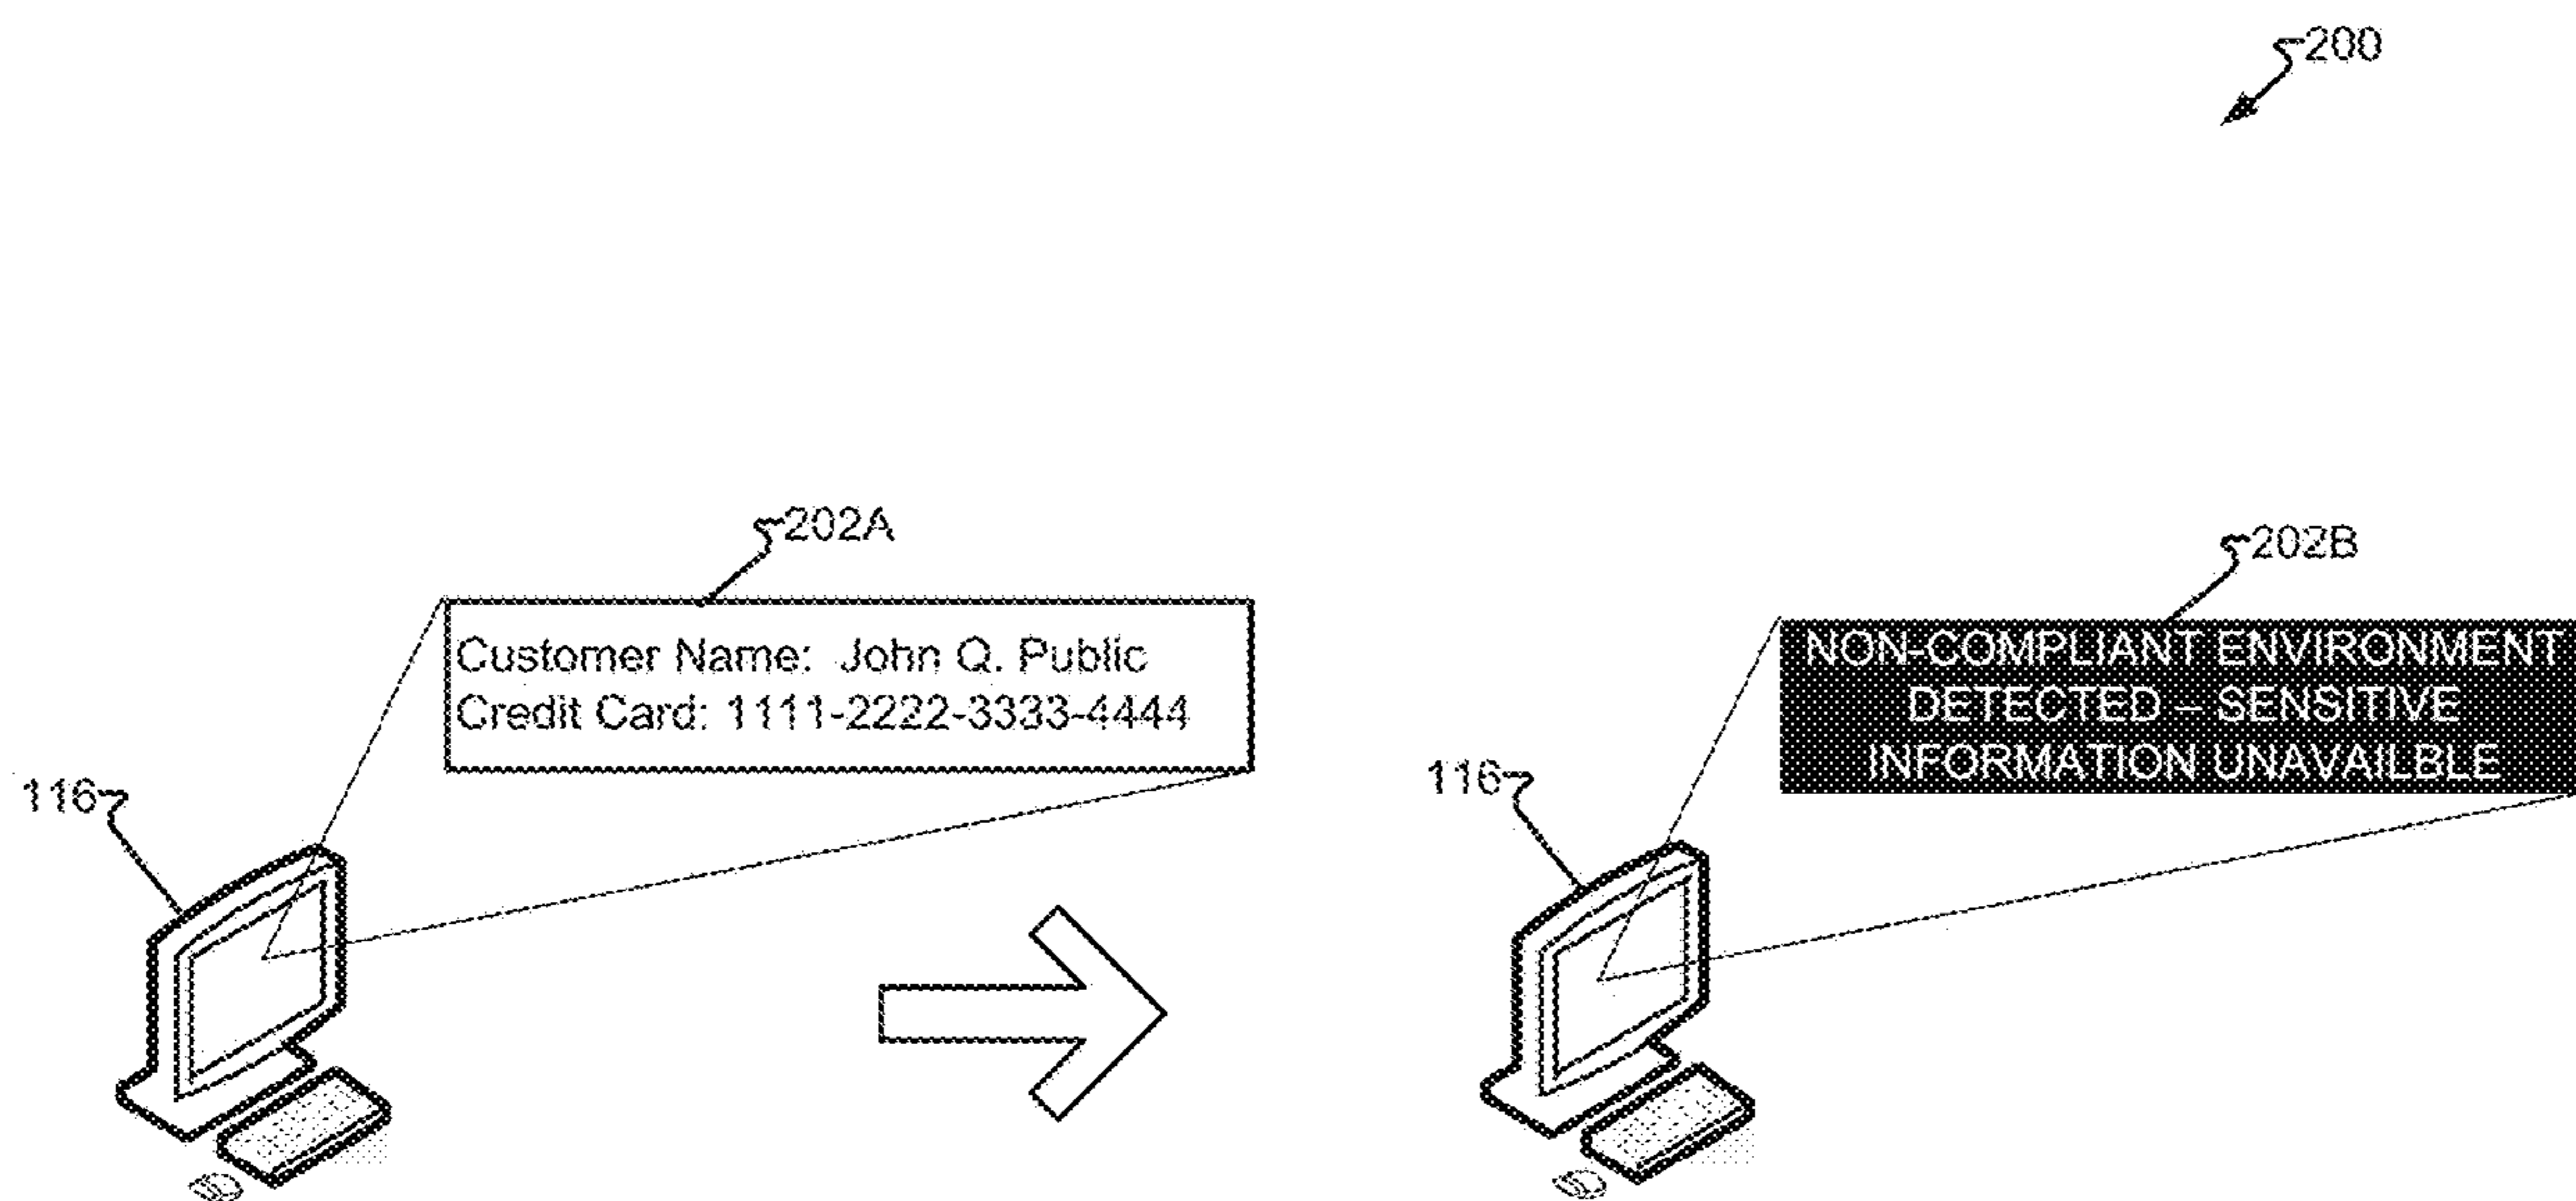 200
202A
Customer Name: John Q. Public
Credit Card: 1111-2222-3333-4444
116
202B
NON-COMPLIANT ENVIRONMENT
DETECTED – SENSITIVE
INFORMATION UNAVAILBLE
116